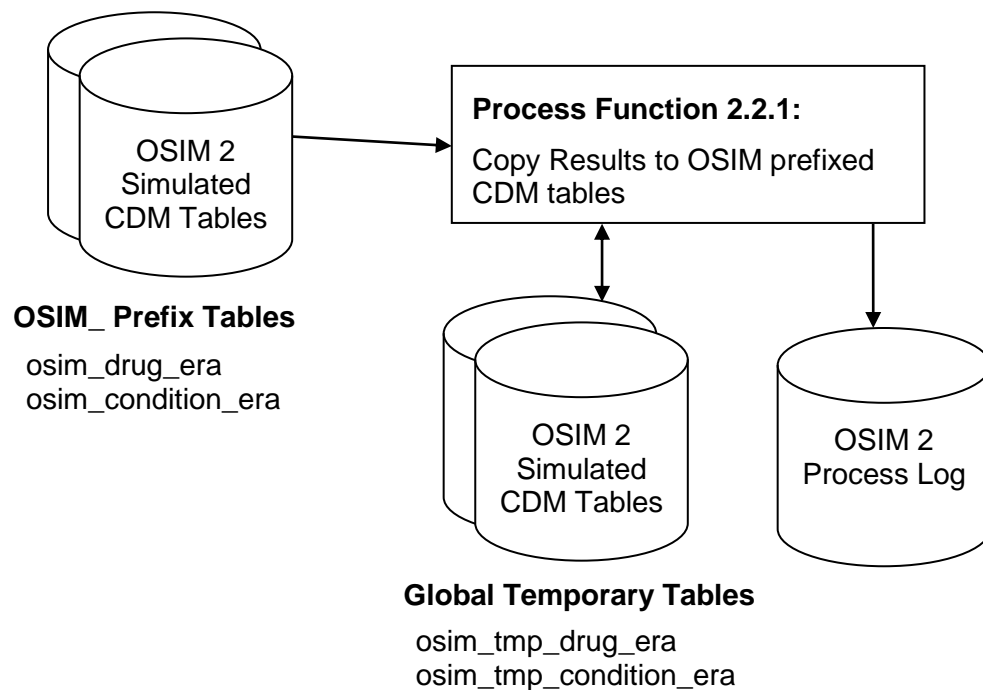 OSIM 2
Simulated
CDM Tables
OSIM_ Prefix Tables
osim_drug_era
osim_condition_era
Process Function 2.2.1:
Copy Results to OSIM prefixed
CDM tables
OSIM 2
Simulated
CDM Tables
Global Temporary Tables
osim_tmp_drug_era
osim_tmp_condition_era
OSIM 2
Process Log